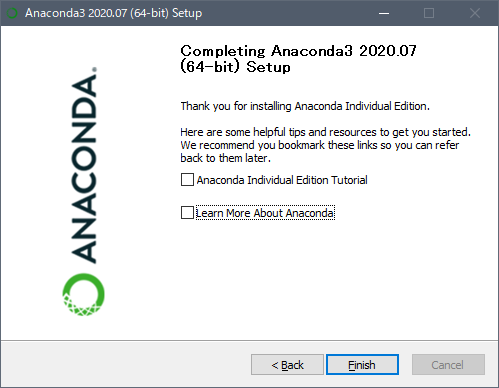 Anaconda3 2020.07 (64-bit) Setup
Completing Anaconda3 2020.07
(64-bit) Setup
ANACONDA.
Thank you for installing Anaconda Individual Edition.
Here are some helpful tips and resources to get you started.
We recommend you bookmark these links so you can refer
back to them later.
Anaconda Individual Edition Tutorial
Learn More About Anaconda
< Back
Finish
Cancel